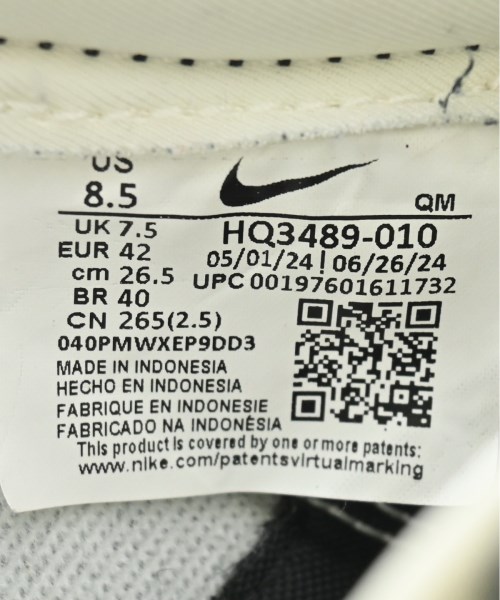 US
8.5
QM
UK 7.5
EUR 42
cm 26.5
BR 40
CN 265(2.5)
HQ3489-010
05/01/24 | 06/26/24
UPC 00197601611732
040PMWXEP9DD3
MADE IN INDONESIA
HECHO EN INDONESIA
FABRIQUE EN INDONESIE
FABRICADO NA INDONÉSIA
This product is covered by one or more patents:
www.nike.com/patentsvirtualmarking